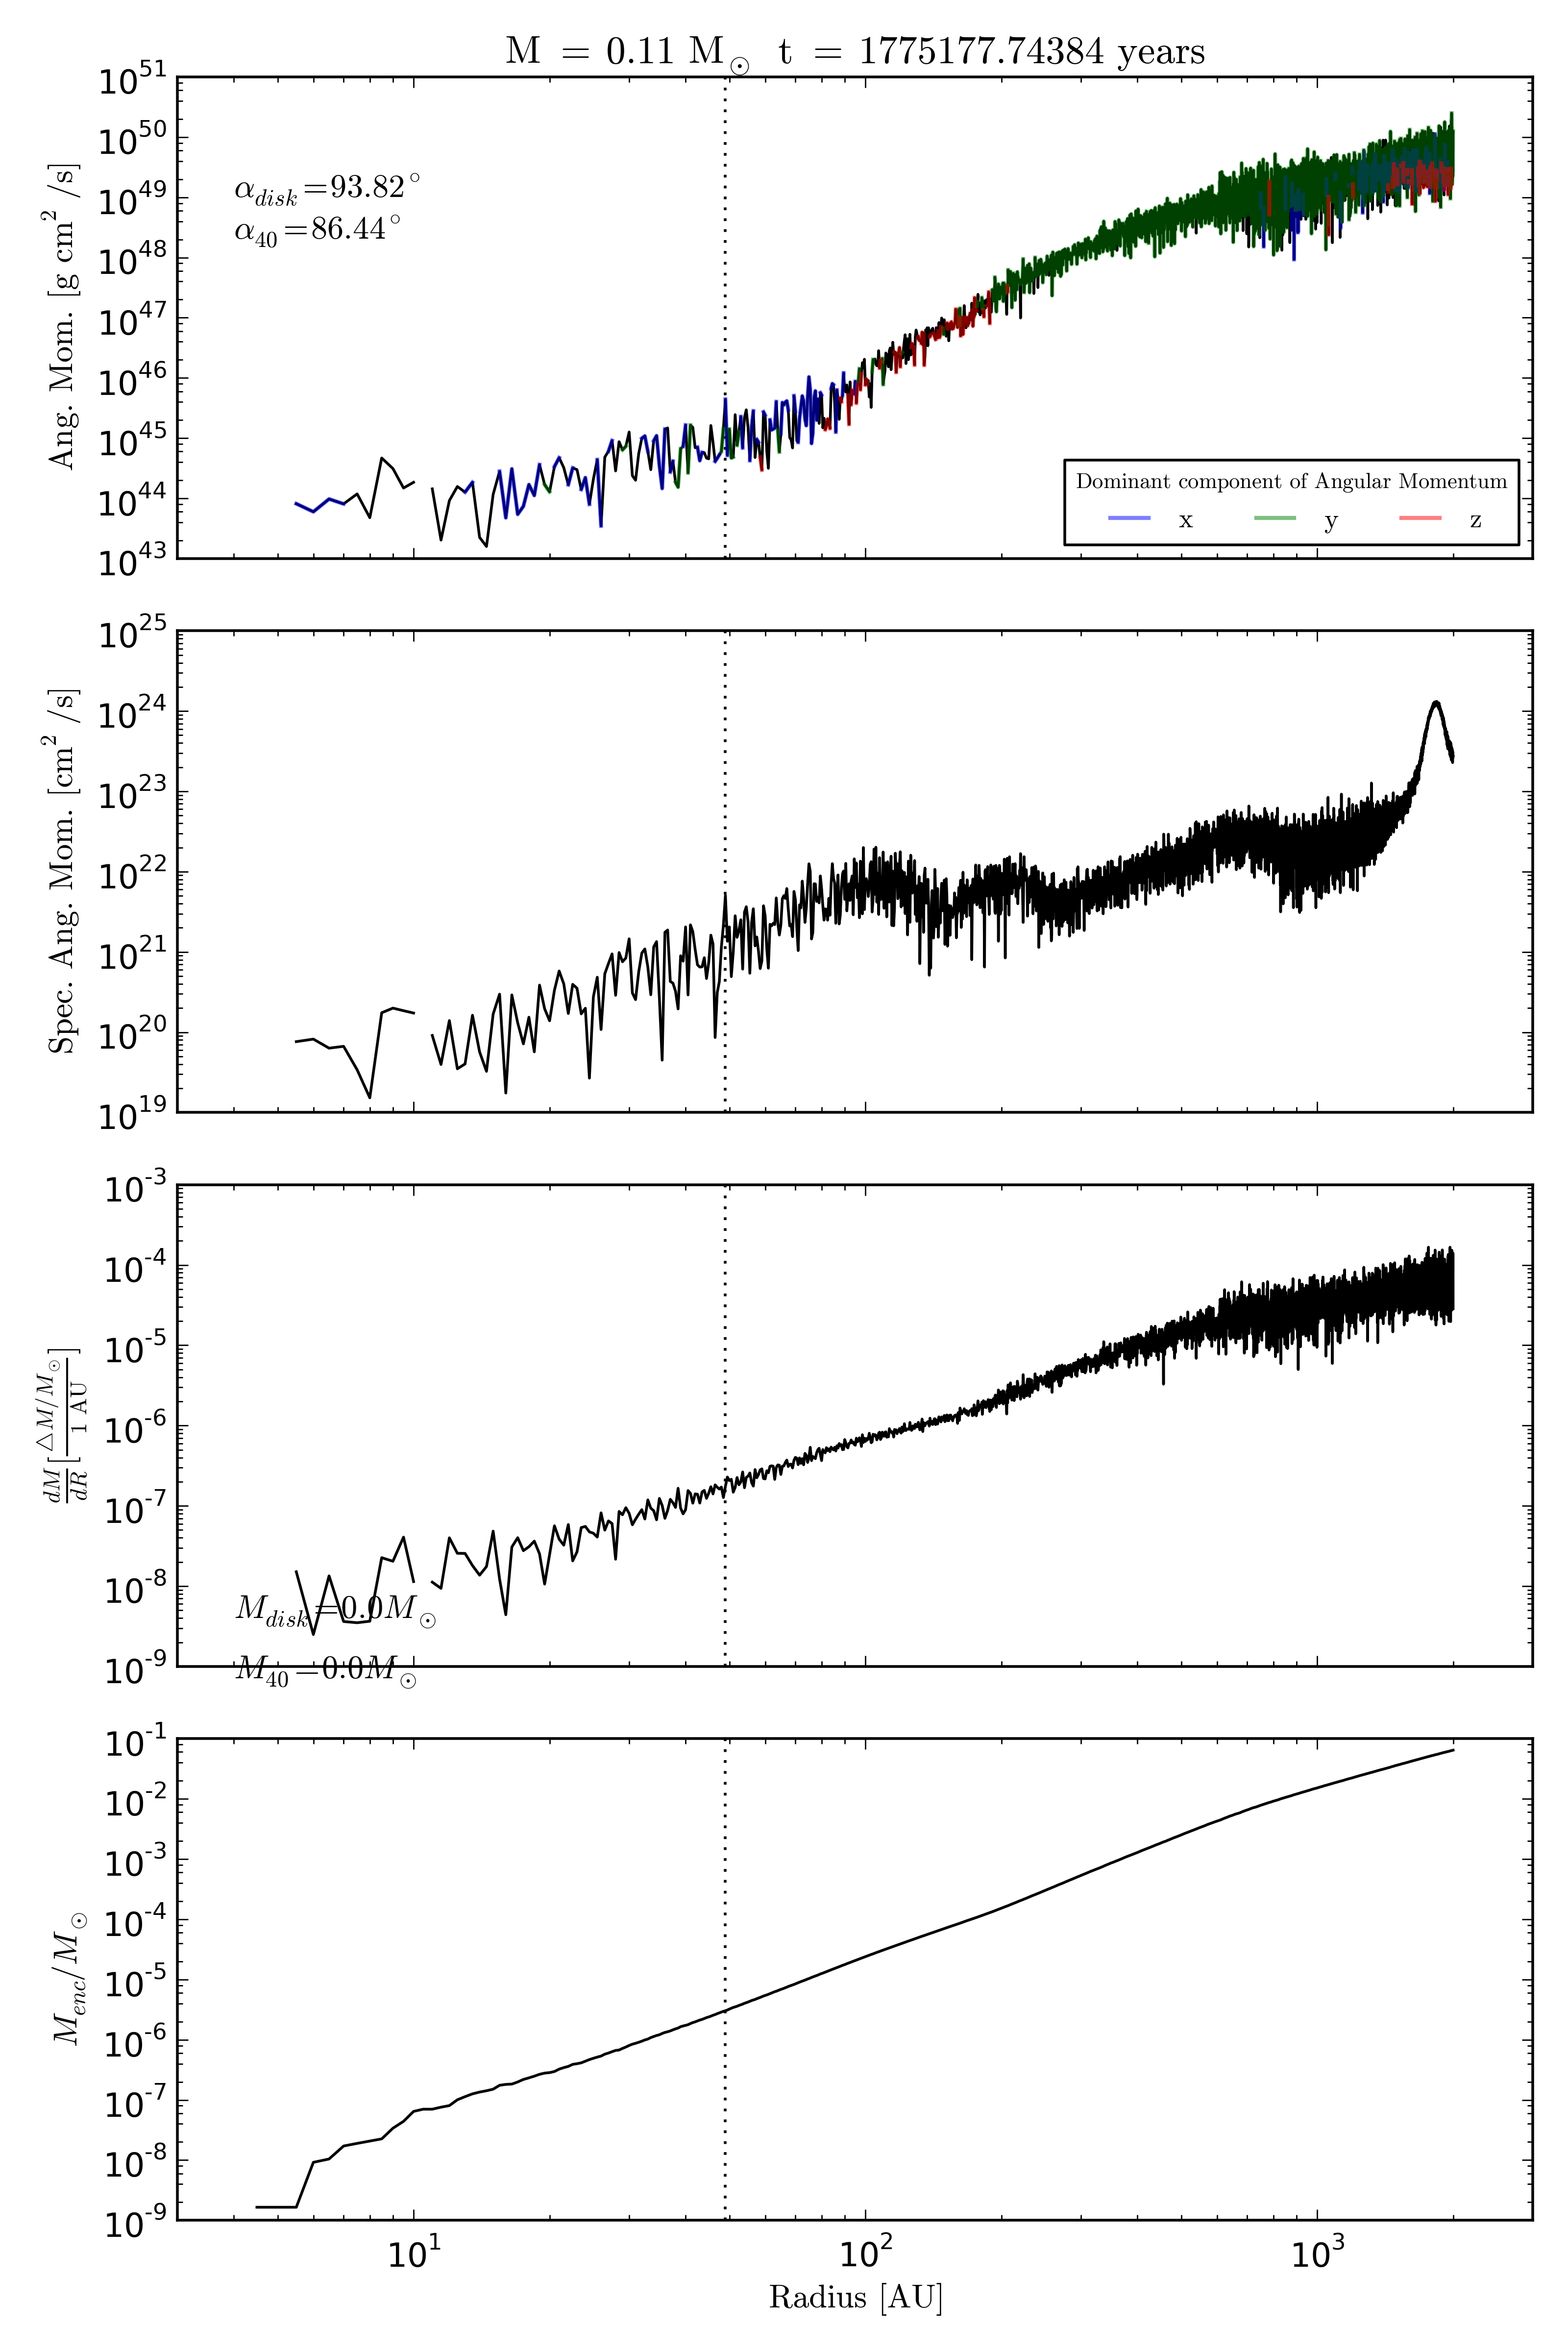 M = 0.11 M☉ t = 1775177.74384 years
10^51
10^50
10^49
10^48
10^47
10^46
10^45
10^44
10^43
Ang. Mom. [g cm^2 /s]
α_disk=93.82°
α_40=86.44°
Dominant component of Angular Momentum
x y z
10^25
10^24
10^23
10^22
10^21
10^20
10^19
Spec. Ang. Mom. [cm^2 /s]
10^-3
10^-4
10^-5
10^-6
10^-7
10^-8
10^-9
dM/dR [△M/M☉ / 1 AU]
M_disk=0.0M☉
M_40=0.0M☉
10^-1
10^-2
10^-3
10^-4
10^-5
10^-6
10^-7
10^-8
10^-9
M_enc/M☉
10^1 10^2 10^3
Radius [AU]